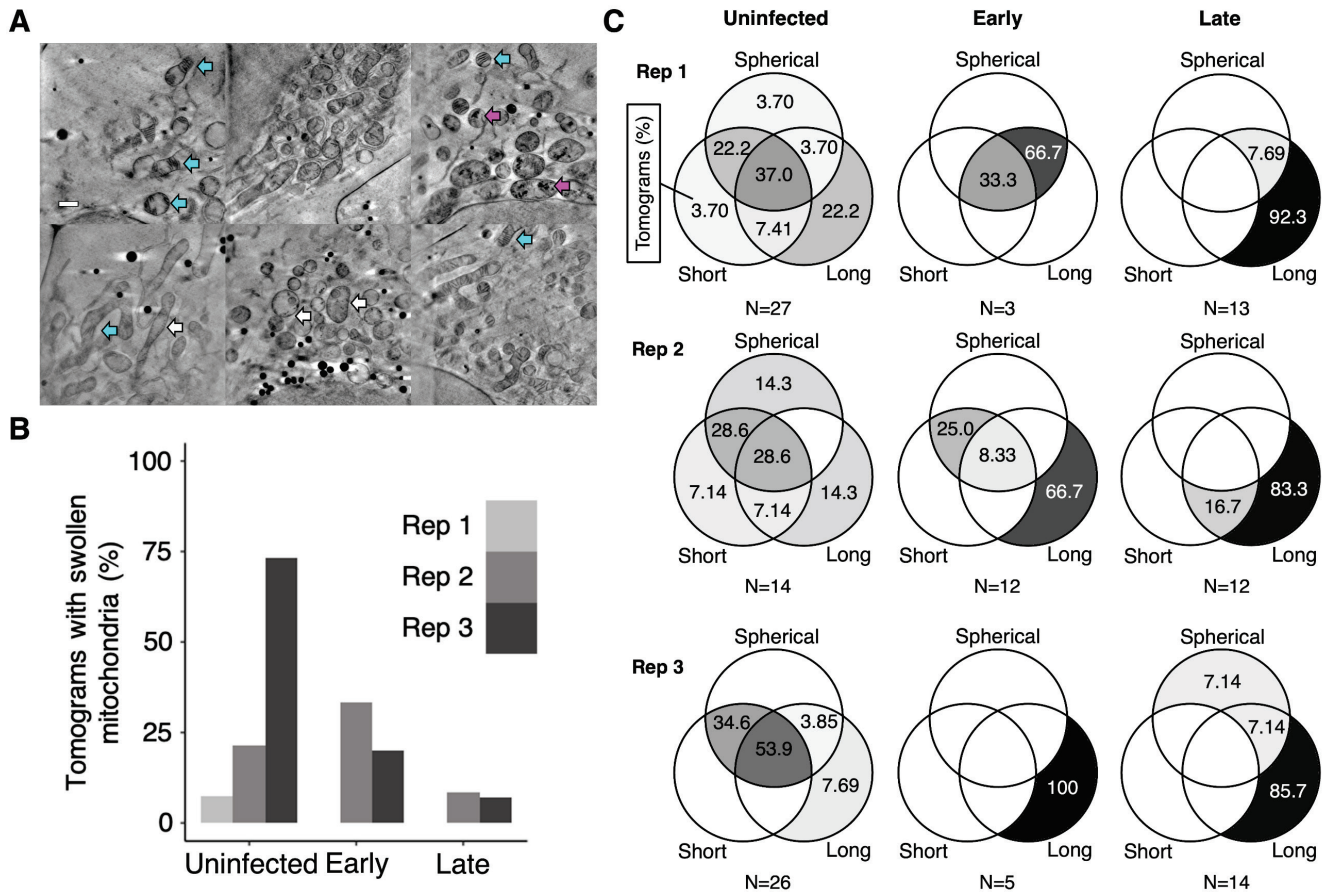 A
B
100
75
50
25
0
Tomograms with swollen
mitochondria (%)
Rep 1
Rep 2
Rep 3
Uninfected Early Late
C
Uninfected Early Late
Rep 1
Tomograms (%)
Spherical
3.70
22.2 3.70
37.0
3.70 22.2
7.41
Short Long
N=27
Spherical
66.7
33.3
Short Long
N=3
Spherical
7.69
92.3
Short Long
N=13
Rep 2
Spherical
14.3
28.6
28.6
7.14 14.3
7.14
Short Long
N=14
Spherical
25.0
8.33
66.7
Short Long
N=12
Spherical
83.3
16.7
Short Long
N=12
Rep 3
Spherical
34.6 3.85
53.9
7.69
Short Long
N=26
Spherical
100
Short Long
N=5
Spherical
7.14
7.14
85.7
Short Long
N=14